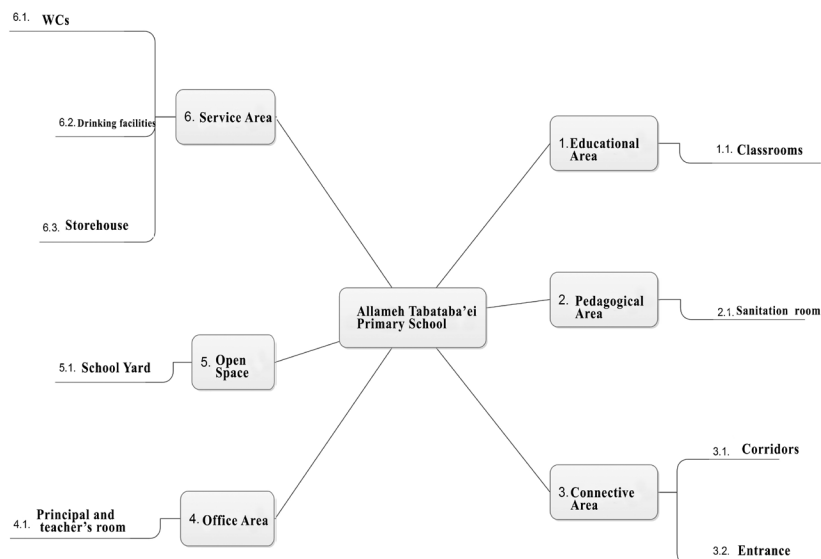 Allameh Tabataba'ei
Primary School
1. Educational
Area
1.1. Classrooms
2. Pedagogical
Area
2.1. Sanitation room
3. Connective
Area
3.1. Corridors
3.2. Entrance
4. Office Area
4.1. Principal and
teacher's room
5. Open
Space
5.1. School Yard
6. Service Area
6.1. WCs
6.2. Drinking facilities
6.3. Storehouse